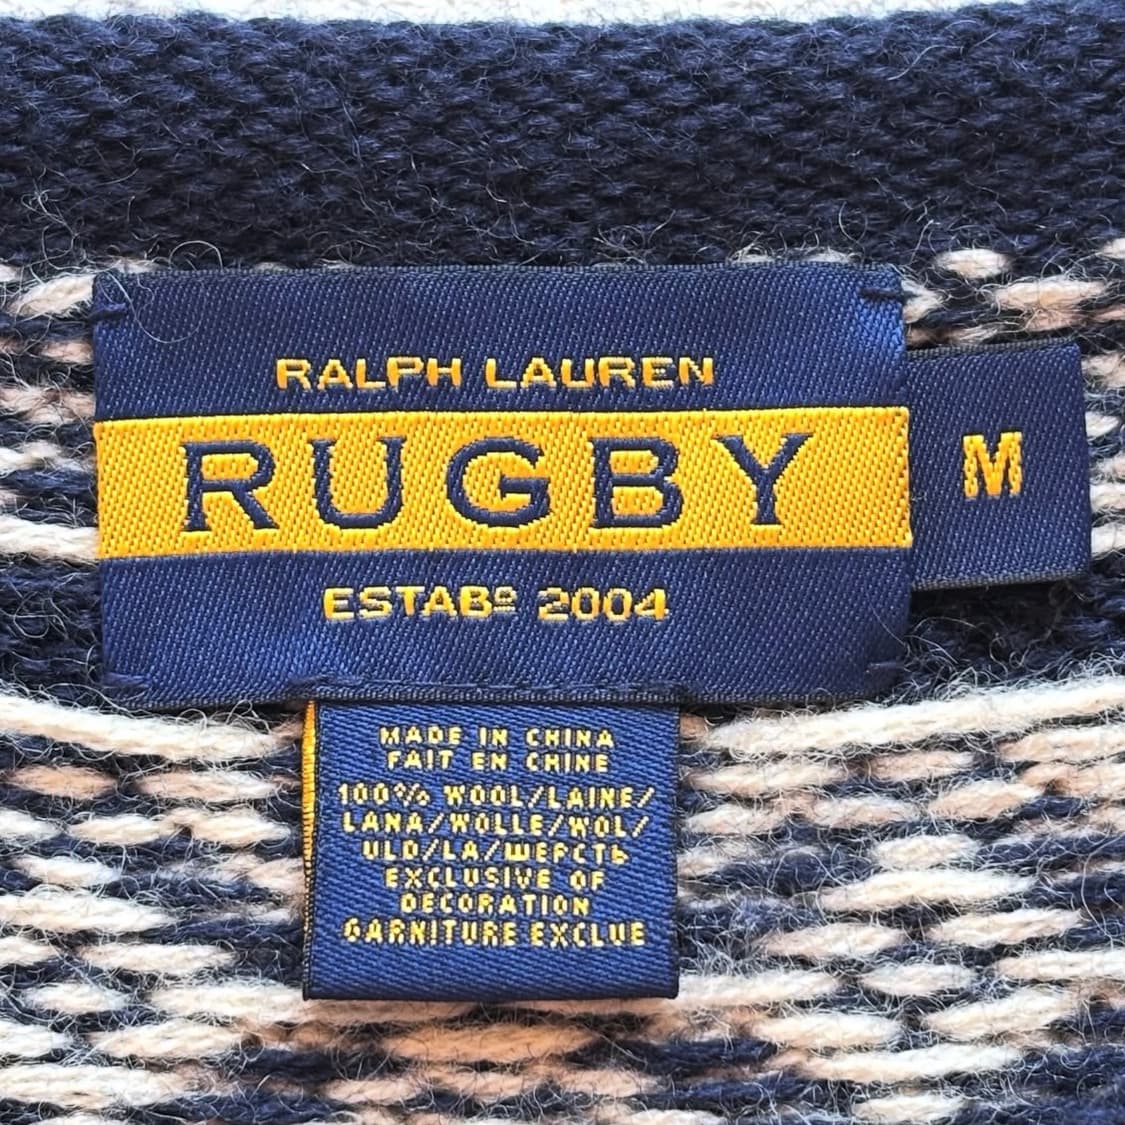 RALPH LAUREN
RUGBY
ESTABº 2004
M
MADE IN CHINA
FAIT EN CHINE
100% WOOL/LAINE/
LANA/WOLLE/WOL/
ULD/LA/ШЕРСТЬ
EXCLUSIVE OF
DECORATION
GARNITURE EXCLUE